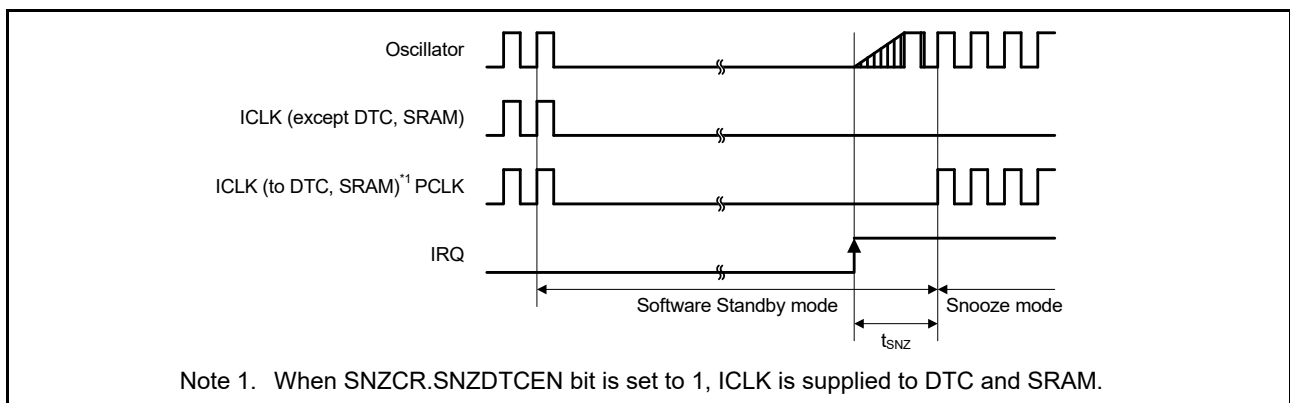 Oscillator
ICLK (except DTC, SRAM)
ICLK (to DTC, SRAM)*1 PCLK
IRQ
Software Standby mode
Snooze mode
tSNZ
Note 1. When SNZCR.SNZDTCEN bit is set to 1, ICLK is supplied to DTC and SRAM.